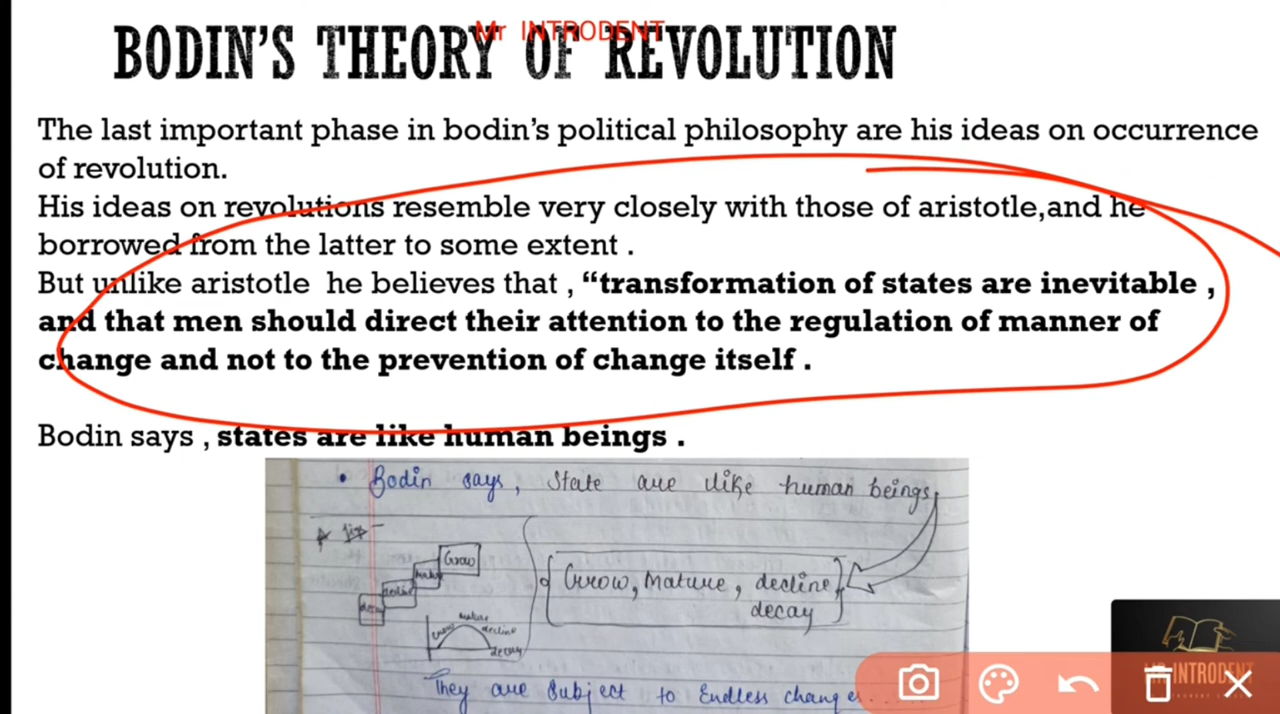 Mr INTRODENT
BODIN'S THEORY OF REVOLUTION
The last important phase in bodin's political philosophy are his ideas on occurrence
of revolution.
His ideas on revolutions resemble very closely with those of aristotle,and he
borrowed from the latter to some extent .
But unlike aristotle he believes that , “transformation of states are inevitable ,
and that men should direct their attention to the regulation of manner of
change and not to the prevention of change itself .
Bodin says , states are like human beings .
• Bodin says, State are like human beings,
Grow
decline
decay
Grow, Mature, decline,
decay
mature
decline
decay
They are Subject to Endless changes.....
MR INTRODENT